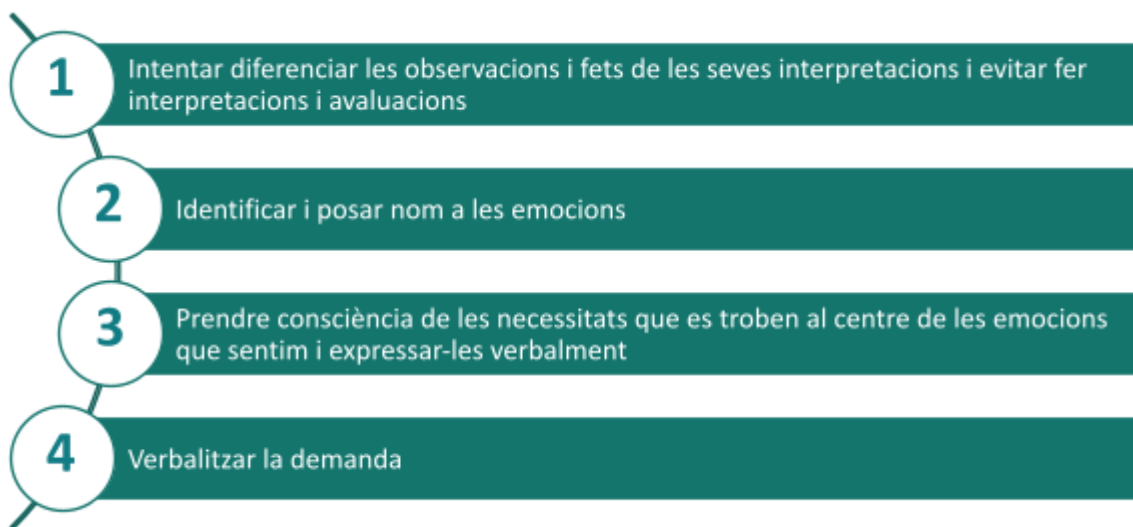 1
Intentar diferenciar les observacions i fets de les seves interpretacions i evitar fer
interpretacions i avaluacions
2
Identificar i posar nom a les emocions
3
Prendre consciència de les necessitats que es troben al centre de les emocions
que sentim i expressar-les verbalment
4
Verbalitzar la demanda